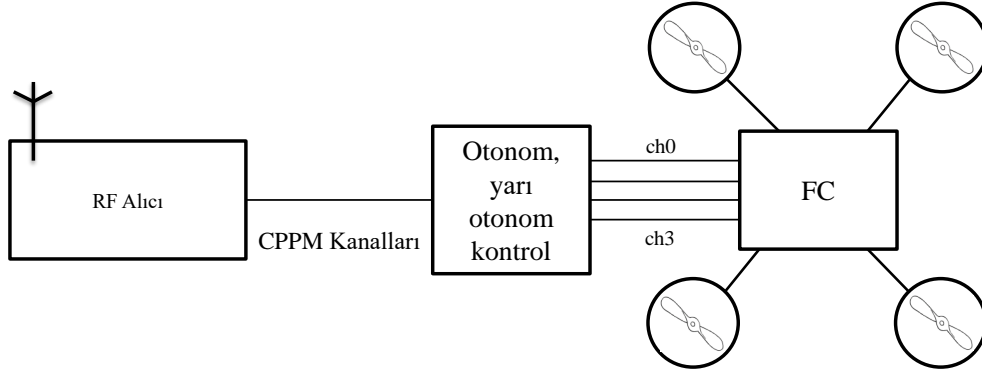 RF Alıcı
CPPM Kanalları
Otonom,
yarı
otonom
kontrol
ch0
ch3
FC